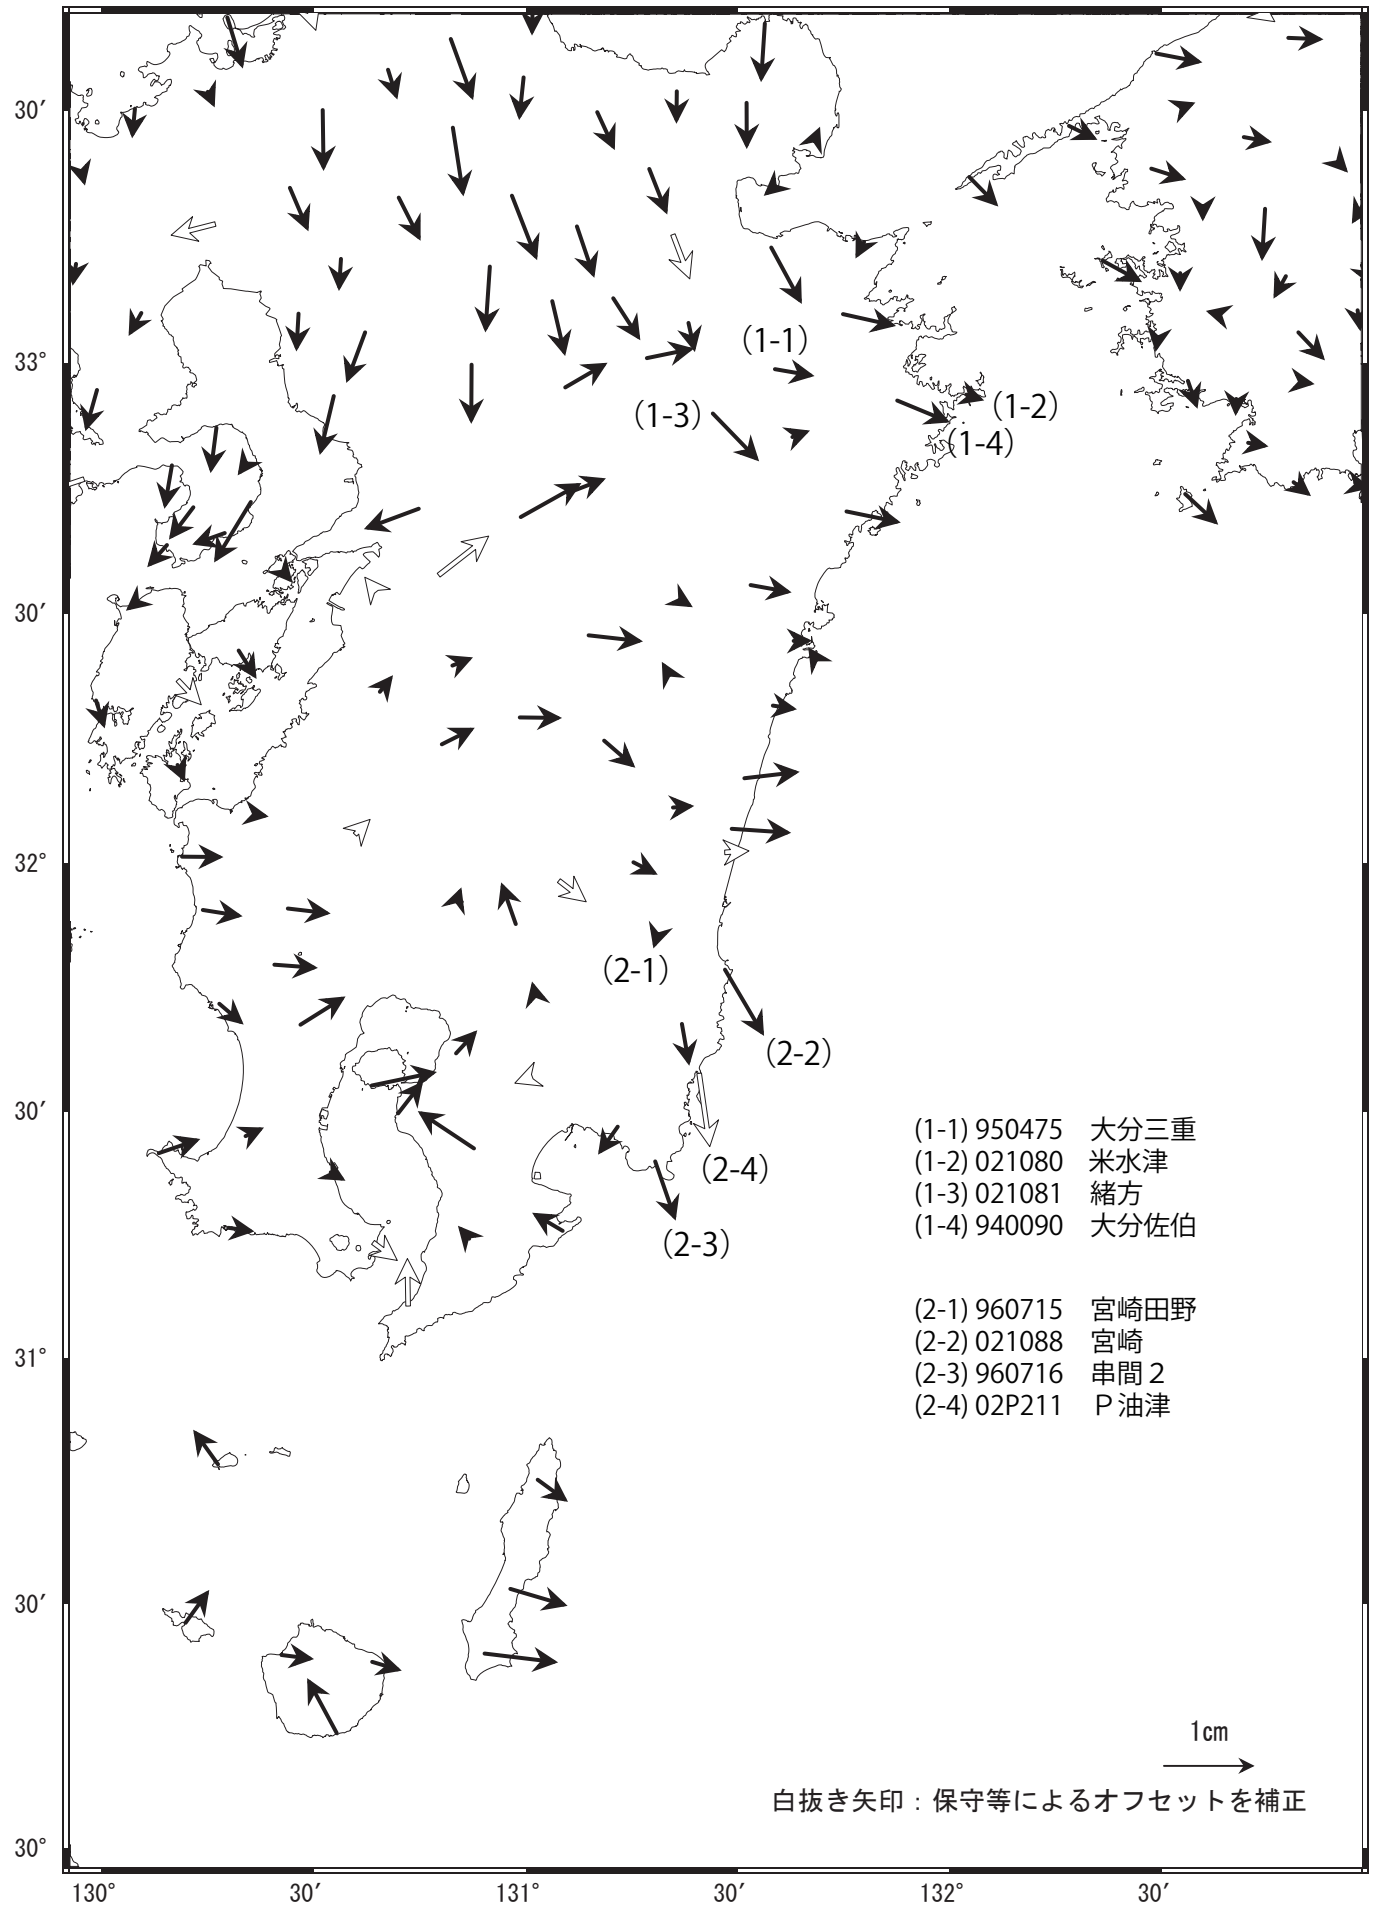 30′
33°
30′
32°
30′
31°
30′
30°
130°
30′
131°
30′
132°
30′
(1-1)
(1-2)
(1-3)
(1-4)
(2-1)
(2-2)
(2-4)
(2-3)
(1-1) 950475 大分三重
(1-2) 021080 米水津
(1-3) 021081 緒方
(1-4) 940090 大分佐伯
(2-1) 960715 宮崎田野
(2-2) 021088 宮崎
(2-3) 960716 串間２
(2-4) 02P211 Ｐ油津
1cm
白抜き矢印：保守等によるオフセットを補正